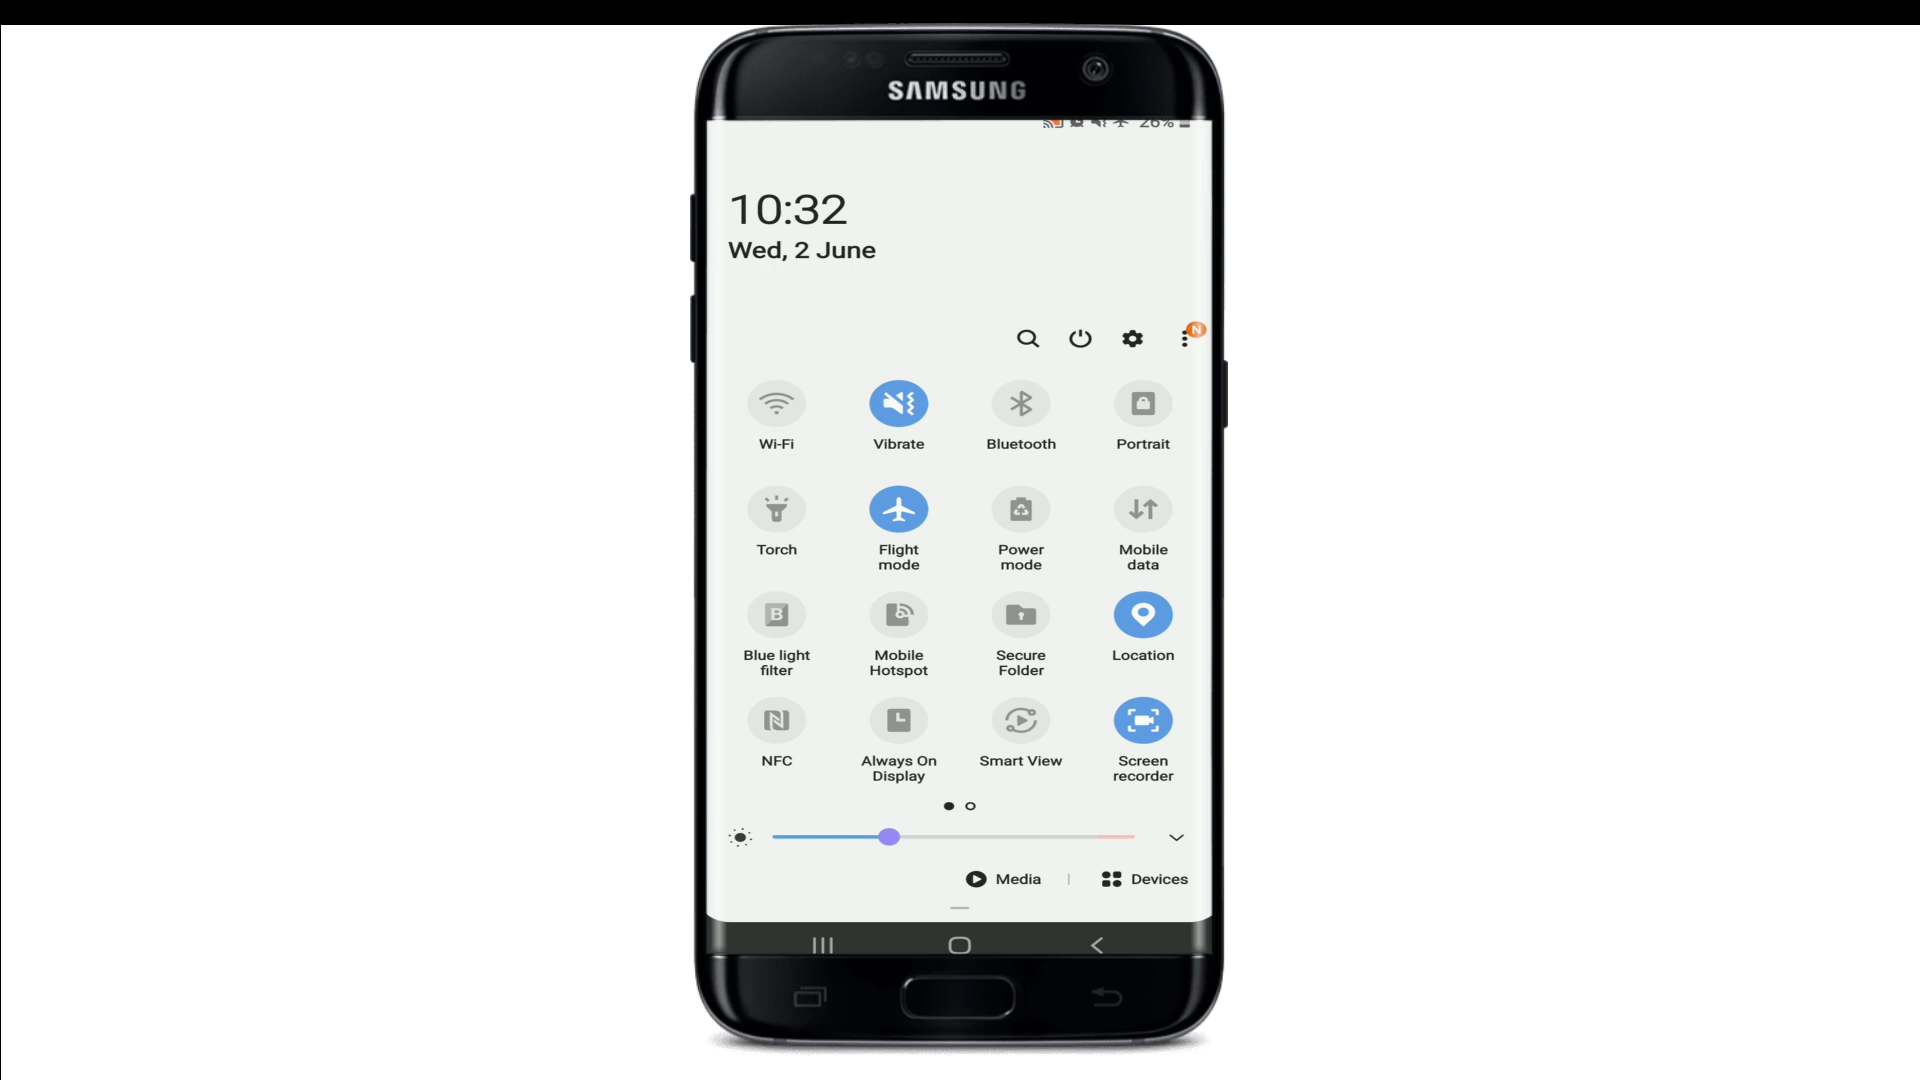 SAMSUNG
26%
10:32
Wed, 2 June
N
Wi-Fi
Vibrate
Bluetooth
Portrait
Torch
Flight
mode
Power
mode
Mobile
data
B
Blue light
filter
Mobile
Hotspot
Secure
Folder
Location
NFC
Always On
Display
Smart View
Screen
recorder
Media
Devices